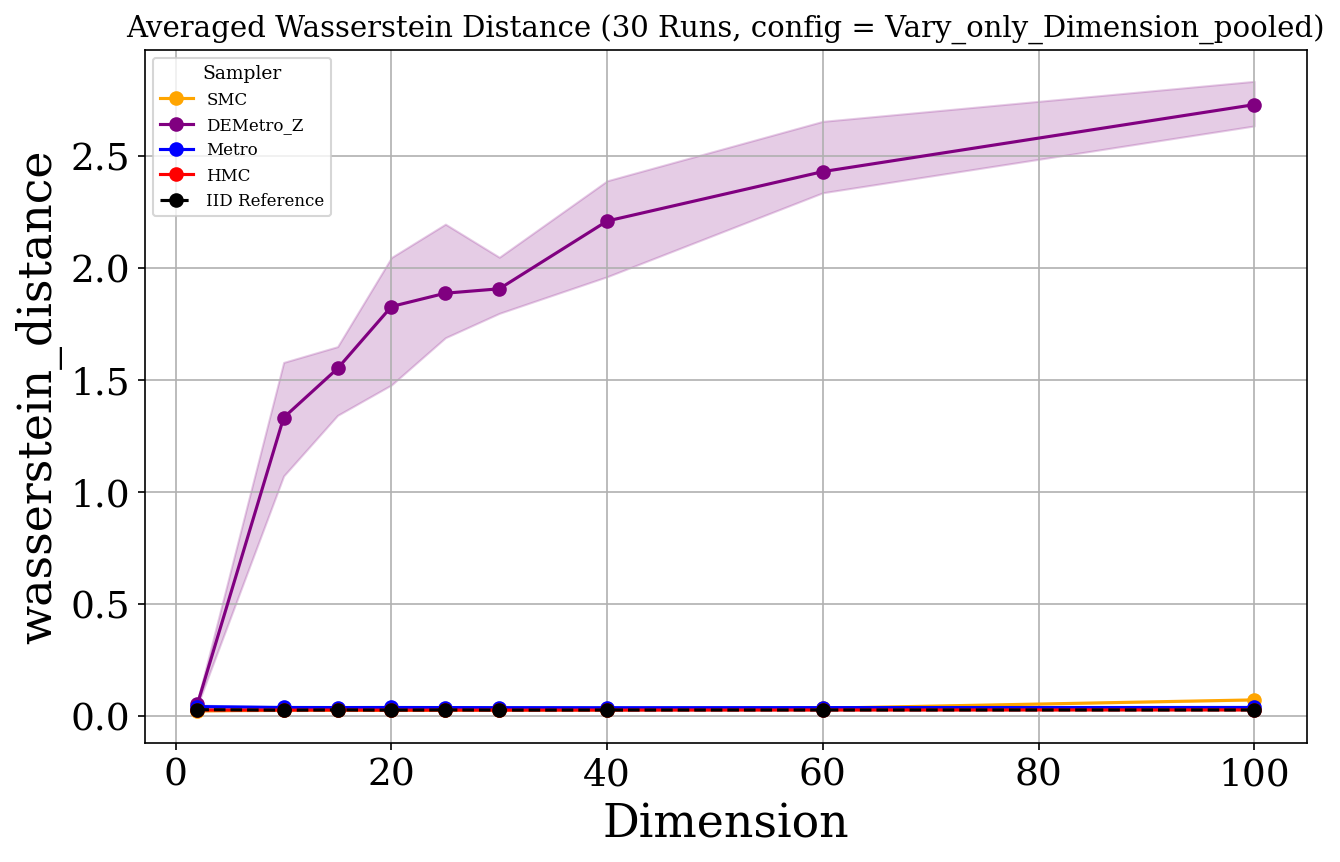 Averaged Wasserstein Distance (30 Runs, config = Vary_only_Dimension_pooled)
Sampler
SMC
DEMetro_Z
Metro
HMC
IID Reference
wasserstein_distance
2.5
2.0
1.5
1.0
0.5
0.0
0 20 40 60 80 100
Dimension